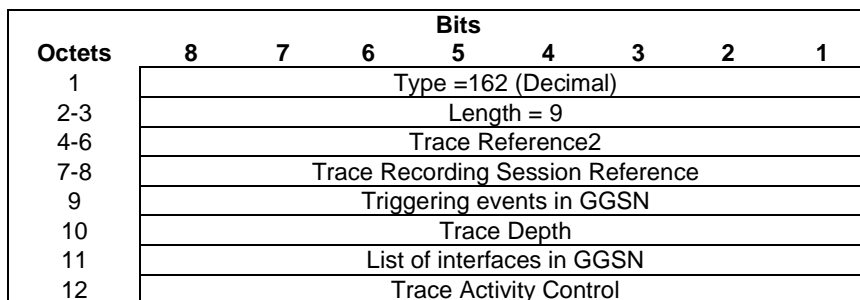 Bits
Octets 8 7 6 5 4 3 2 1
1 Type =162 (Decimal)
2-3 Length = 9
4-6 Trace Reference2
7-8 Trace Recording Session Reference
9 Triggering events in GGSN
10 Trace Depth
11 List of interfaces in GGSN
12 Trace Activity Control